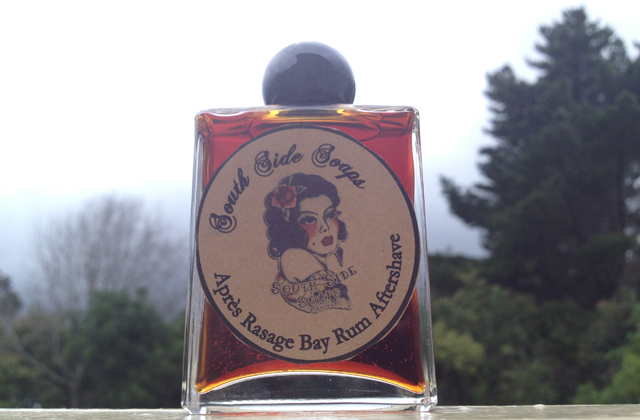 South Side Soaps
SOUTH SIDE
SOAPS
Après Rasage Bay Rum Aftershave